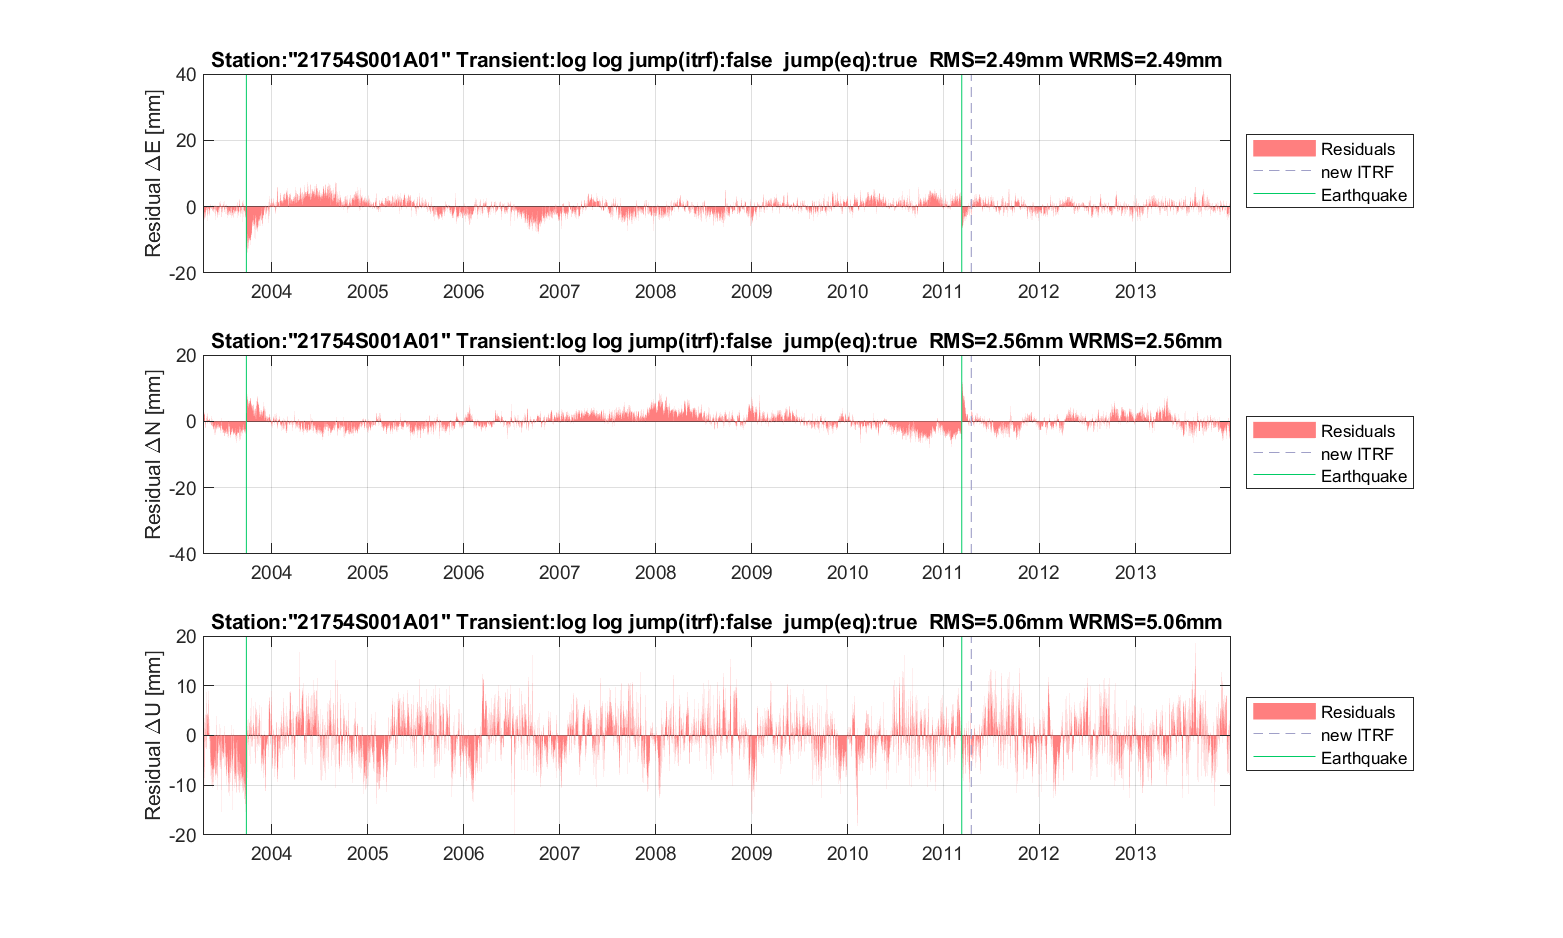 Station:"21754S001A01" Transient:log log jump(itrf):false  jump(eq):true  RMS=2.49mm WRMS=2.49mm
Residual ΔE [mm]
40
20
0
-20
2004 2005 2006 2007 2008 2009 2010 2011 2012 2013
Residuals
new ITRF
Earthquake
Station:"21754S001A01" Transient:log log jump(itrf):false  jump(eq):true  RMS=2.56mm WRMS=2.56mm
Residual ΔN [mm]
20
0
-20
-40
2004 2005 2006 2007 2008 2009 2010 2011 2012 2013
Residuals
new ITRF
Earthquake
Station:"21754S001A01" Transient:log log jump(itrf):false  jump(eq):true  RMS=5.06mm WRMS=5.06mm
Residual ΔU [mm]
20
10
0
-10
-20
2004 2005 2006 2007 2008 2009 2010 2011 2012 2013
Residuals
new ITRF
Earthquake